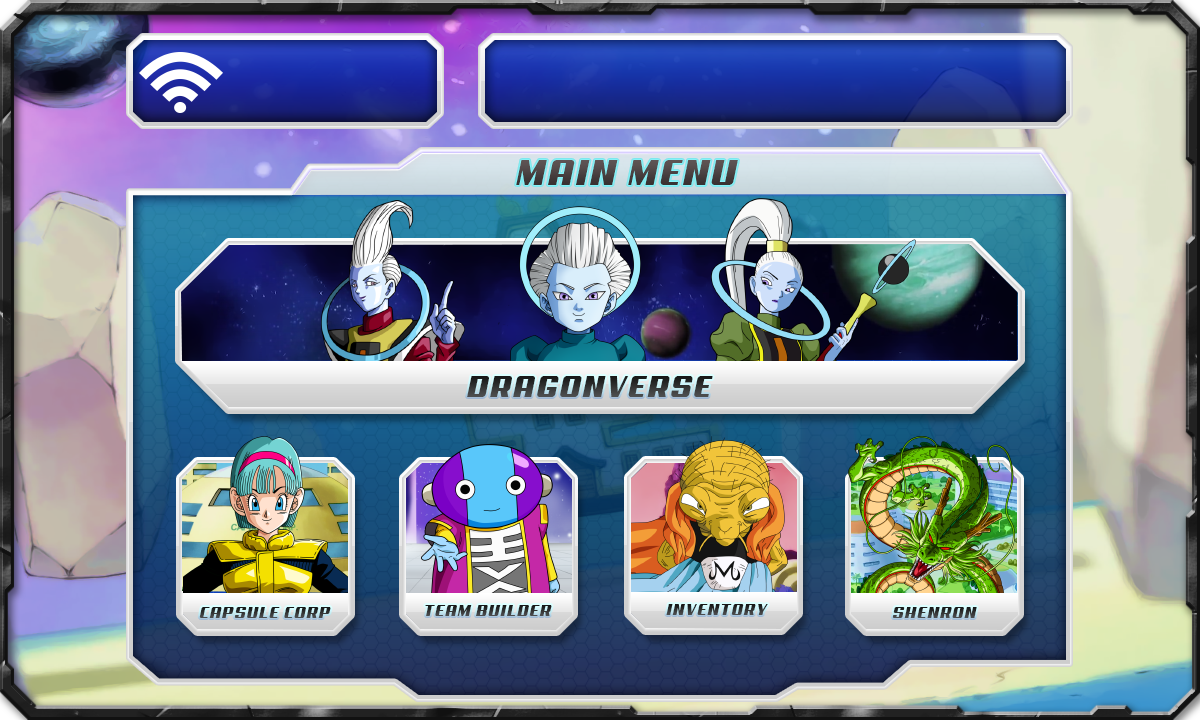 MAIN MENU
DRAGONVERSE
CAPSULE CORP
TEAM BUILDER
INVENTORY
SHENRON